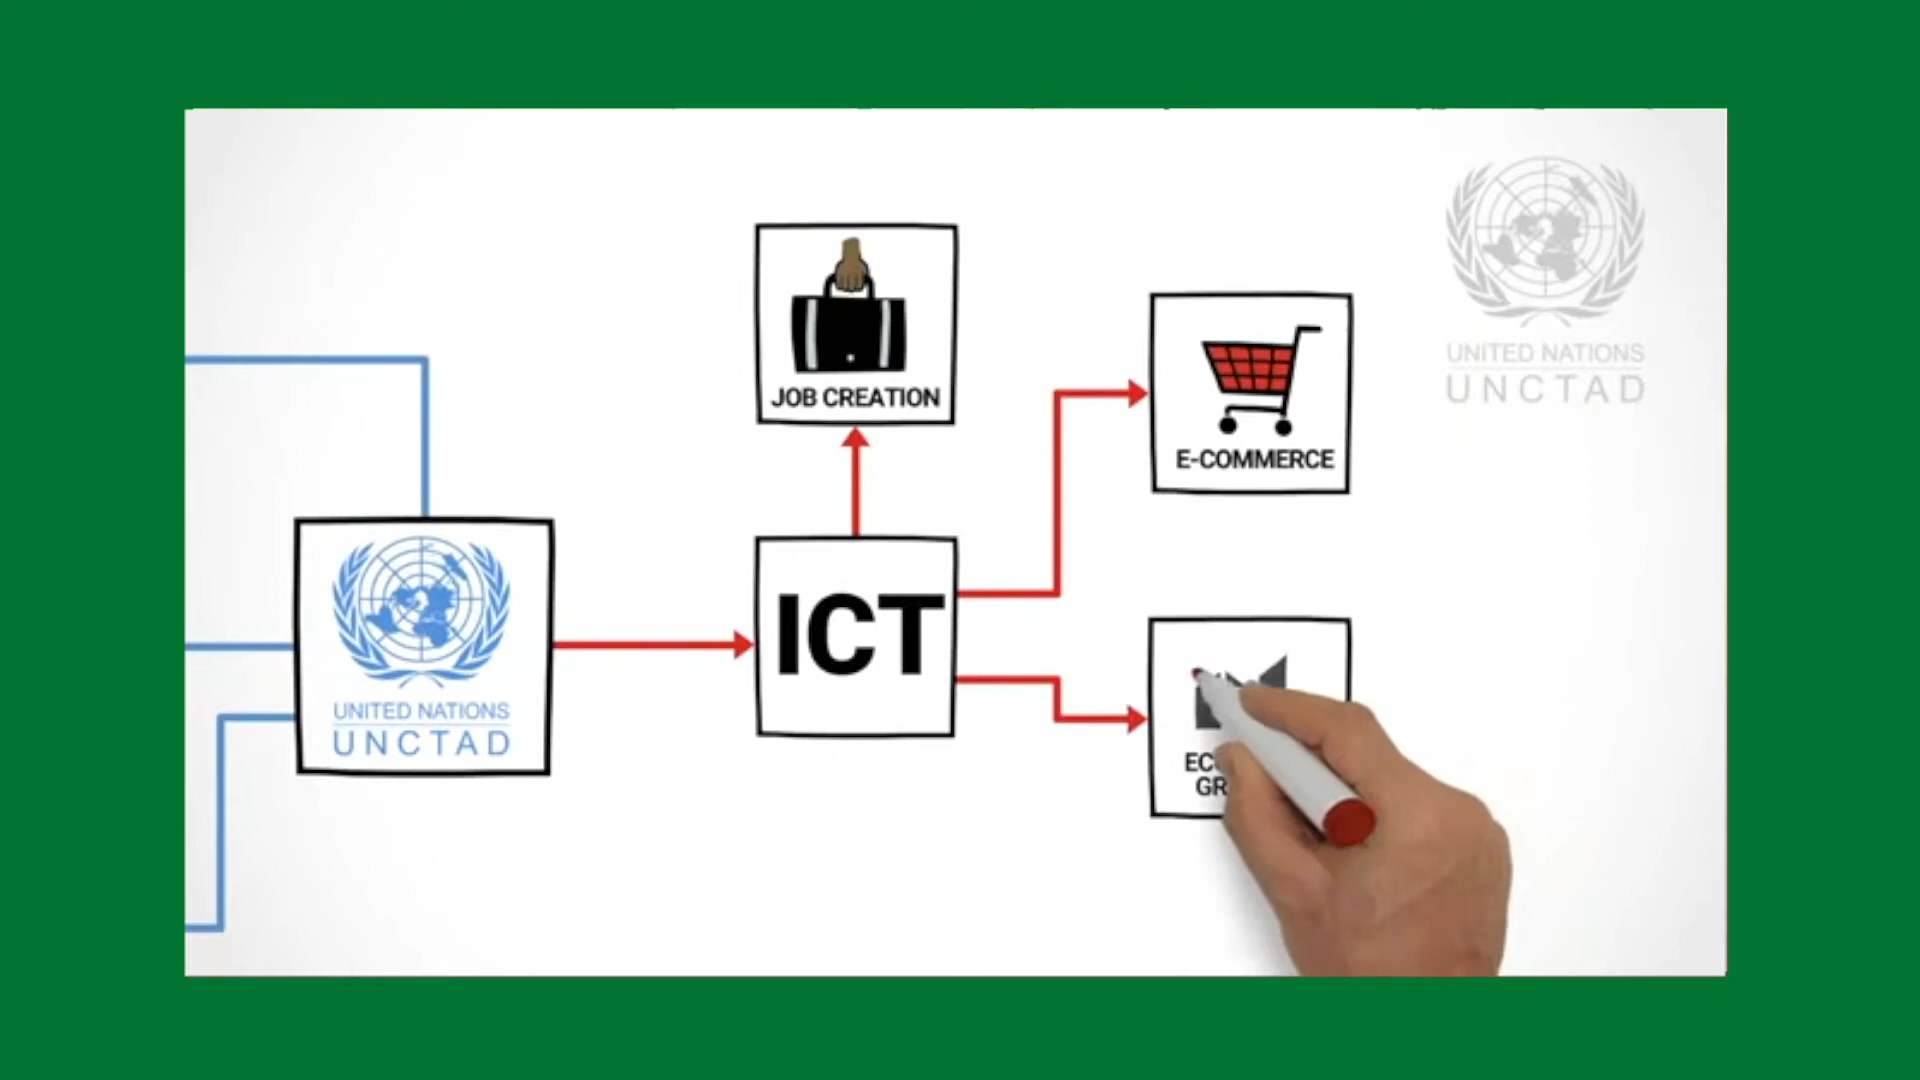 UNITED NATIONS
UNCTAD
JOB CREATION
E-COMMERCE
UNITED NATIONS
UNCTAD
ICT